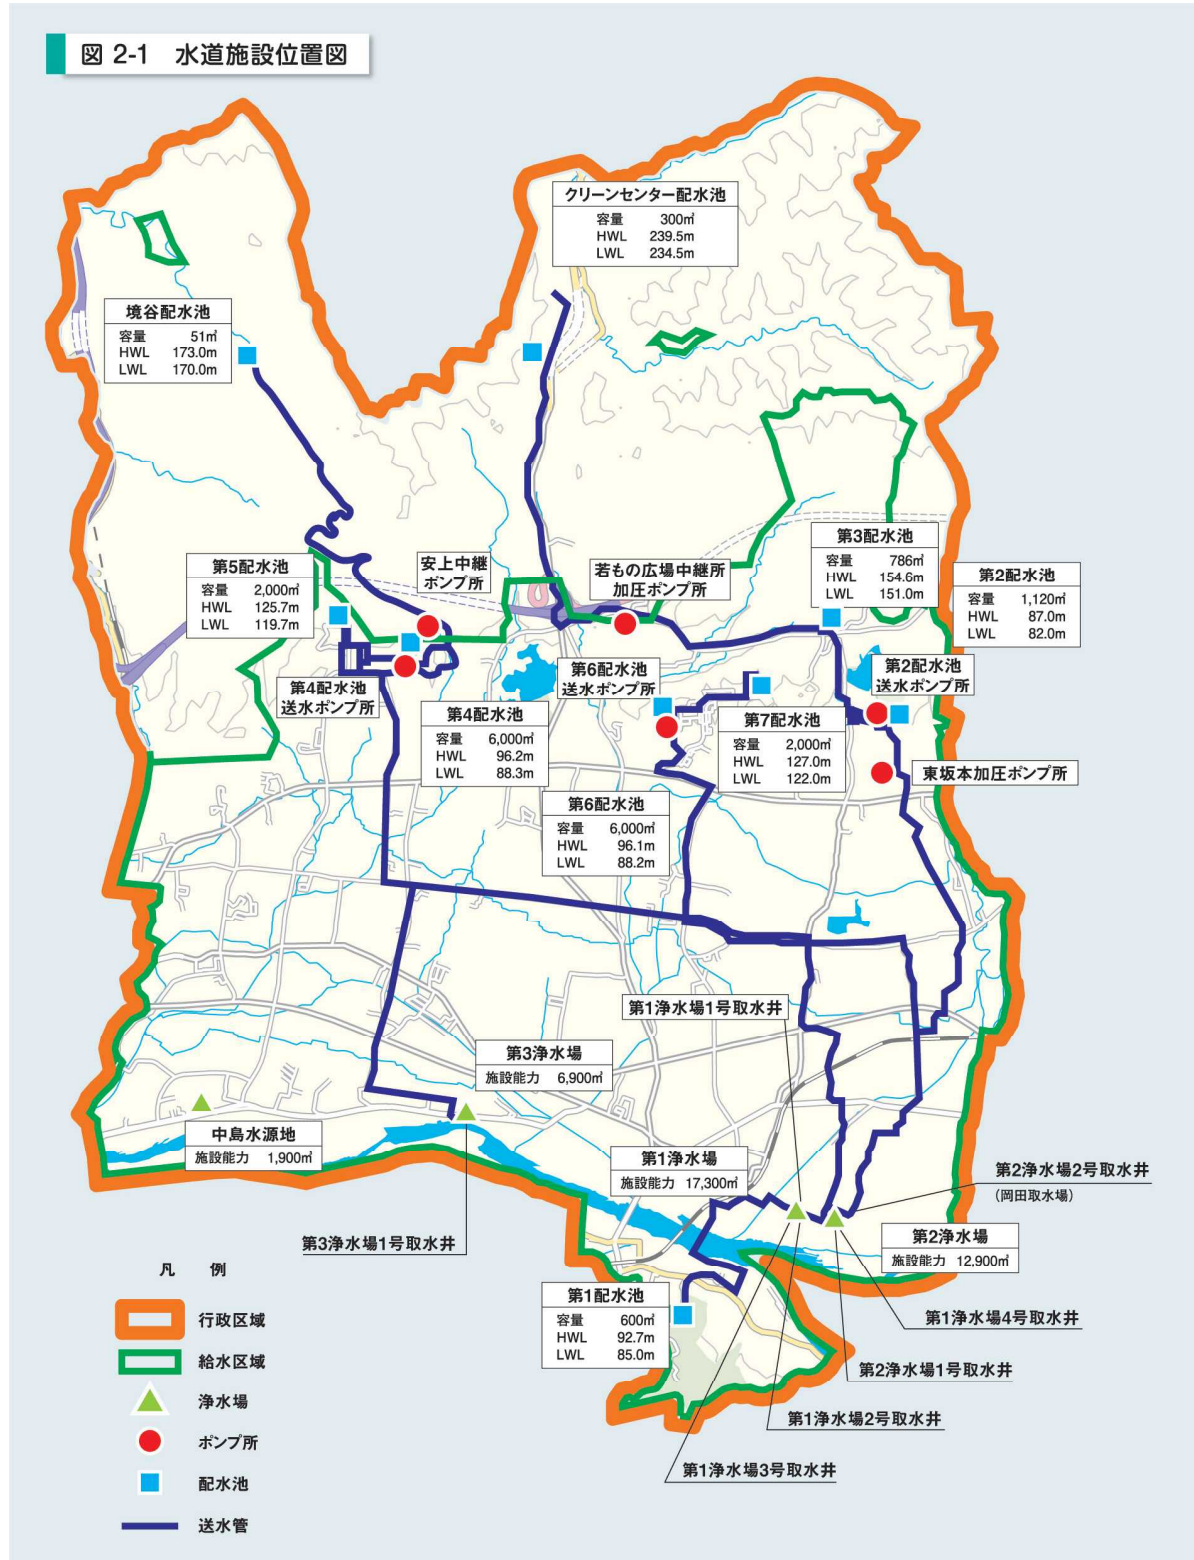 図 2-1 水道施設位置図
クリーンセンター配水池
容量 300㎥
HWL 239.5m
LWL 234.5m
境谷配水池
容量 51㎥
HWL 173.0m
LWL 170.0m
第5配水池
容量 2,000㎥
HWL 125.7m
LWL 119.7m
安上中継
ポンプ所
若もの広場中継所
加圧ポンプ所
第3配水池
容量 786㎥
HWL 154.6m
LWL 151.0m
第2配水池
容量 1,120㎥
HWL 87.0m
LWL 82.0m
第4配水池
送水ポンプ所
第6配水池
送水ポンプ所
第2配水池
送水ポンプ所
第4配水池
容量 6,000㎥
HWL 96.2m
LWL 88.3m
第7配水池
容量 2,000㎥
HWL 127.0m
LWL 122.0m
東坂本加圧ポンプ所
第6配水池
容量 6,000㎥
HWL 96.1m
LWL 88.2m
第1浄水場1号取水井
第3浄水場
施設能力 6,900㎥
中島水源地
施設能力 1,900㎥
第1浄水場
施設能力 17,300㎥
第2浄水場2号取水井
(岡田取水場)
第3浄水場1号取水井
第2浄水場
施設能力 12,900㎥
第1配水池
容量 600㎥
HWL 92.7m
LWL 85.0m
第1浄水場4号取水井
第2浄水場1号取水井
第1浄水場2号取水井
第1浄水場3号取水井
凡 例
行政区域
給水区域
浄水場
ポンプ所
配水池
送水管